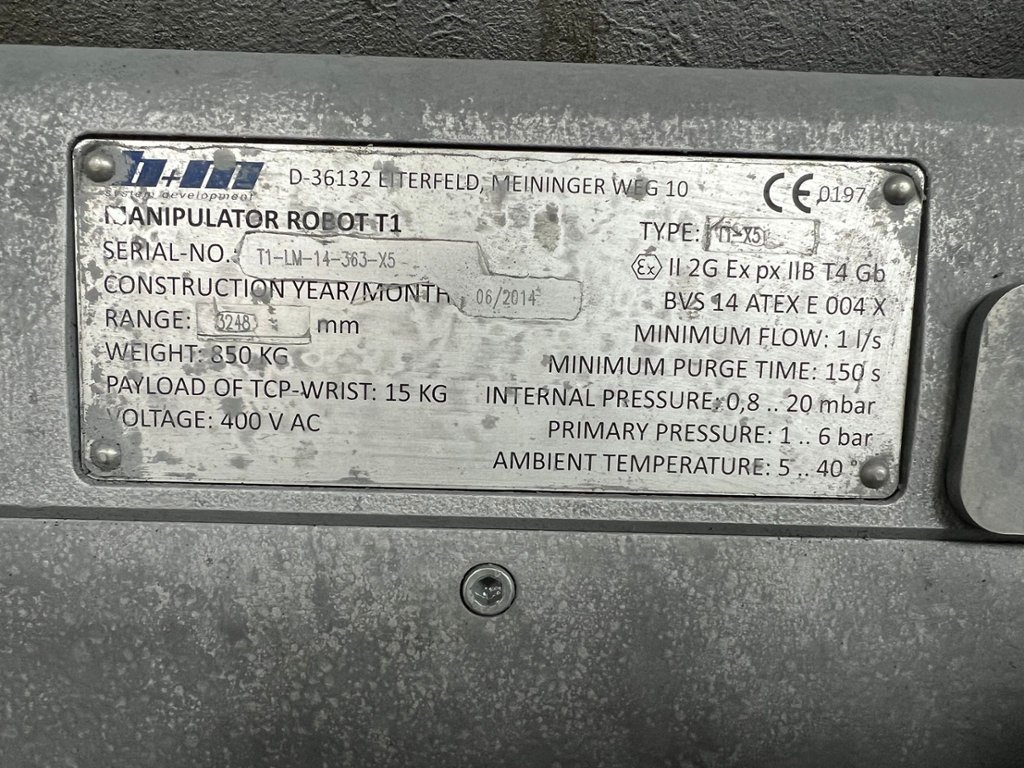 b+m
system development
D-36132 EITERFELD, MEININGER WEG 10
CE 0197
MANIPULATOR ROBOT T1
TYPE: T1-X5
SERIAL-NO.: T1-LM-14-363-X5
Ex II 2G Ex px IIB T4 Gb
CONSTRUCTION YEAR/MONTH 06/2014
BVS 14 ATEX E 004 X
RANGE: 3248 mm
MINIMUM FLOW: 1 l/s
WEIGHT: 850 KG
MINIMUM PURGE TIME: 150 s
PAYLOAD OF TCP-WRIST: 15 KG
INTERNAL PRESSURE: 0,8 .. 20 mbar
VOLTAGE: 400 V AC
PRIMARY PRESSURE: 1 .. 6 bar
AMBIENT TEMPERATURE: 5 .. 40 °